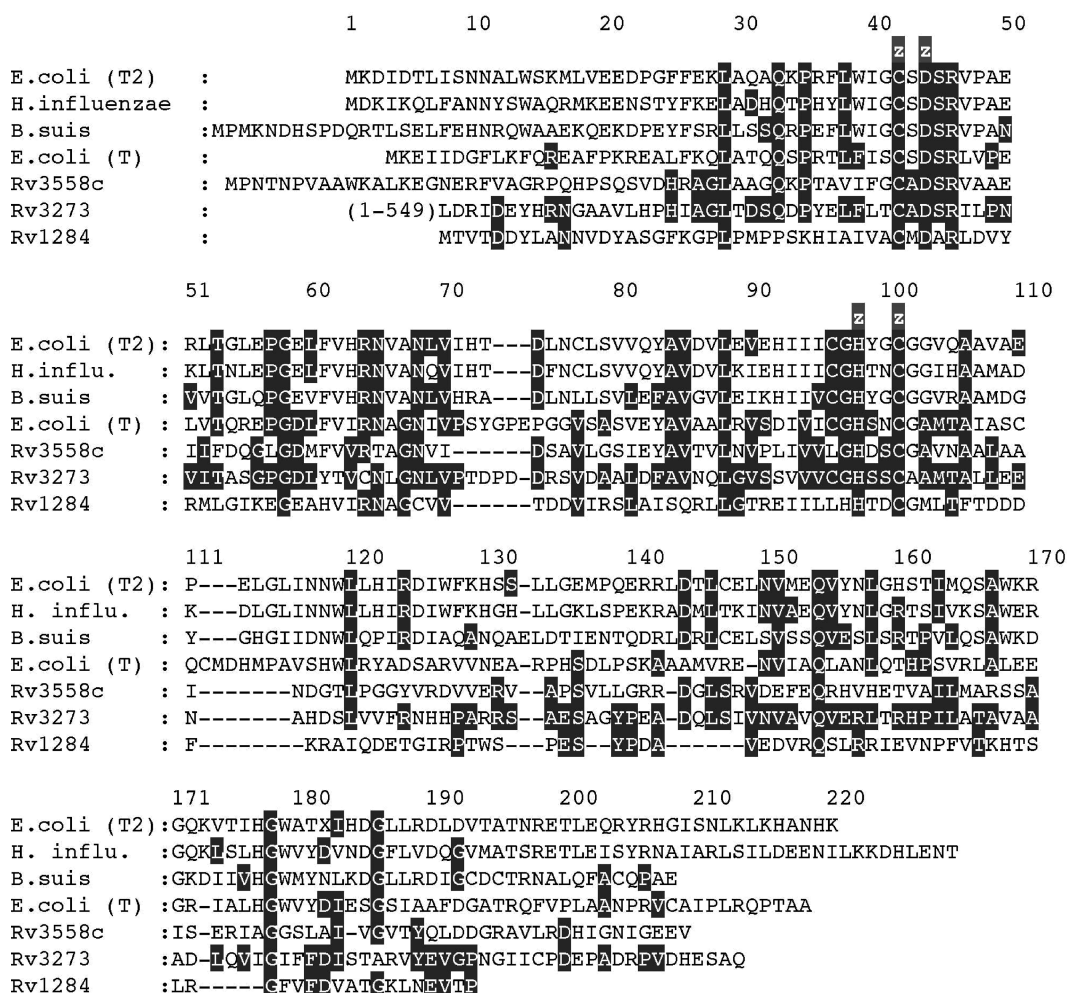 1 10 20 30 40 50
z z
E.coli (T2) : MKDIDTLISNNALWSKMLVEEDPGFFEKLAQAQKPRFLWIGCSDSRVPAE
H.influenzae : MDKIKQLFANNYSWAQRMKEENSTYFKELADHQTPHYLWIGCSDSRVPAE
B.suis : MPMKNDHSPDQRTLSELFEHNRQWAAEKQEKDPEYFSRLLSSQRPEFLWIGCSDSRVPAN
E.coli (T) : MKEIIDGFLKFQREAFPKREALFKQLATQQSPRTLFISCSDSRLVPE
Rv3558c : MPNTNPVAAWKALKEGNERFVAGRPQHPSQSVDHRAGLAAGQKPTAVIFGCADSRVAAE
Rv3273 : (1-549)LDRIDEYHRNGAAVLHPHIAGLTDSQDPYELFLTCADSRILPN
Rv1284 : MTVTDDYLANNVDYASGFKGPLPMPPSKHIAIVACMDARLDVY
51 60 70 80 90 100 110
z z
E.coli (T2): RLTGLEPGELFVHRNVANLVIHT---DLNCLSVVQYAVDVLEVEHIIICGHYGCGGVQAAVAE
H.influ. : KLTNLEPGELFVHRNVANQVIHT---DFNCLSVVQYAVDVLKIEHIIICGHTNCGGIHAAMAD
B.suis : VVTGLQPGEVFVHRNVANLVHRA---DLNLLSVLEFAVGVLEIKHIIVCGHYGCGGVRAAMDG
E.coli (T) : LVTQREPGDLFVIRNAGNIVPSYGPEPGGVSASVEYAVAALRVSDIVICGHSNCGAMTAIASC
Rv3558c : IIFDQGLGDMFVVRTAGNVI------DSAVLGSIEYAVTVLNVPLIVVLGHDSCGAVNAALAA
Rv3273 : VITASGPGDLYTVCNLGNLVPTDPD-DRSVDAALDFAVNQLGVSSVVVCGHSSCAAMTALLEE
Rv1284 : RMLGIKEGEAHVIRNAGCVV------TDDVIRSLAISQRLLGTREIILLHHTDCGMLTFTDDD
111 120 130 140 150 160 170
E.coli (T2): P---ELGLINNWLLHIRDIWFKHSS-LLGEMPQERRLDTLCELNVMEQVYNLGHSTIMQSAWKR
H. influ. : K---DLGLINNWLLHIRDIWFKHGH-LLGKLSPEKRADMLTKINVAEQVYNLGRTSIVKSAWER
B.suis : Y---GHGIIDNWLQPIRDIAQANQAELDTIENTQDRLDRLCELSVSSQVESLSRTPVLQSAWKD
E.coli (T) : QCMDHMPAVSHWLRYADSARVVNEA-RPHSDLPSKAAAMVRE-NVIAQLANLQTHPSVRLALEE
Rv3558c : I-------NDGTLPGGYVRDVVERV--APSVLLGRR-DGLSRVDEFEQRHVHETVAILMARSSA
Rv3273 : N-------AHDSLVVFRNHHPARRS--AESAGYPEA-DQLSIVNVAVQVERLTRHPILATAVAA
Rv1284 : F--------KRAIQDETGIRPTWS---PES--YPDA------VEDVRQSLRRIEVNPFVTKHTS
171 180 190 200 210 220
E.coli (T2):GQKVTIHGWATXIHDGLLRDLDVTATNRETLEQRYRHGISNLKLKHANHK
H. influ. :GQKLSLHGWVYDVNDGFLVDQGVMATSRETLEISYRNAIARLSILDEENILKKDHLENT
B.suis :GKDIIVHGWMYNLKDGLLRDIGCDCTRNALQFACQPAE
E.coli (T) :GR-IALHGWVYDIESGSIAAFDGATRQFVPLAANPRVCAIPLRQPTAA
Rv3558c :IS-ERIAGGSLAI-VGVTYQLDDGRAVLRDHIGNIGEEV
Rv3273 :AD-LQVIGIFFDISTARVYEVGPNGIICPDEPADRPVDHESAQ
Rv1284 :LR-----GFVFDVATGKLNEVTP